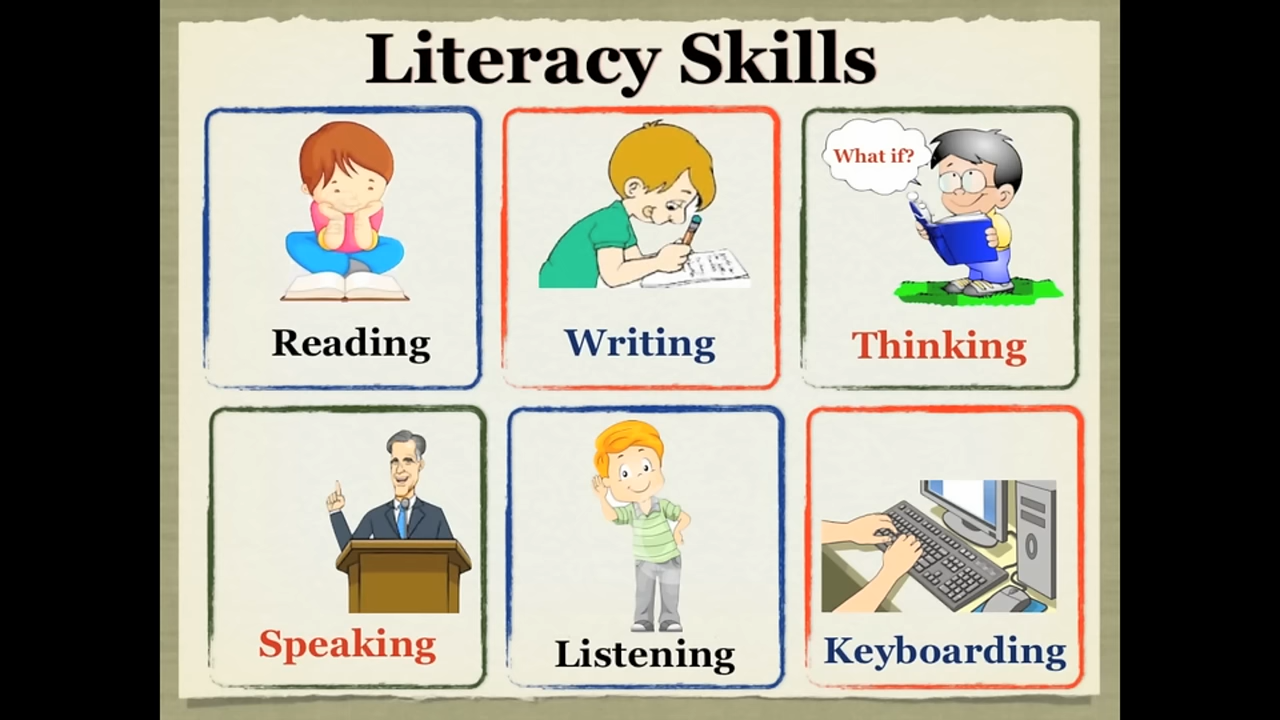 Literacy Skills
What if?
Reading
Writing
Thinking
Speaking
Listening
Keyboarding